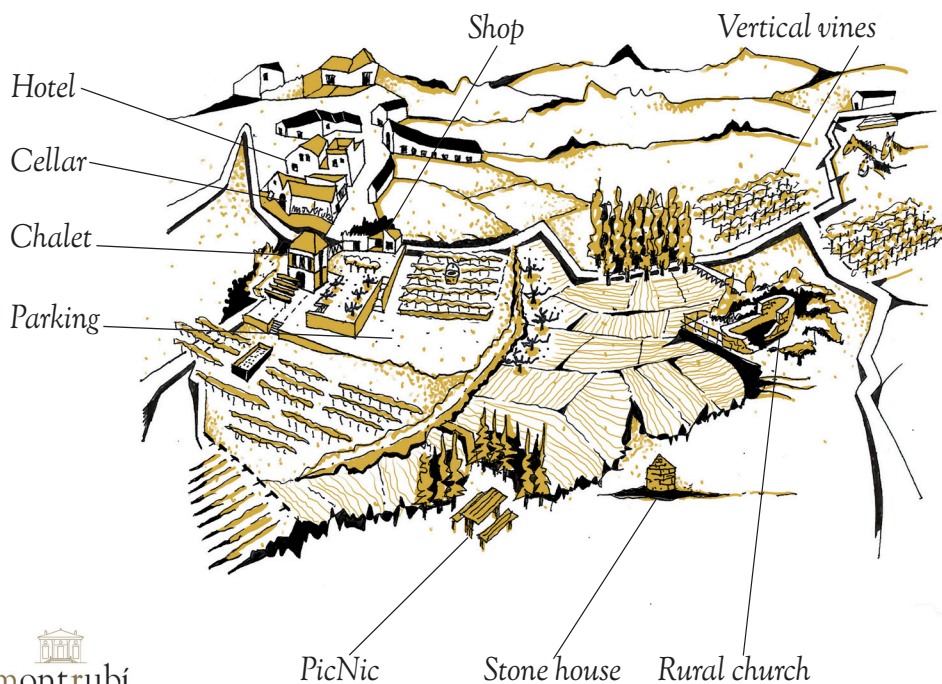 Shop
Vertical vines
Hotel
Cellar
Chalet
Parking
PicNic
Stone house
Rural church
montrubí